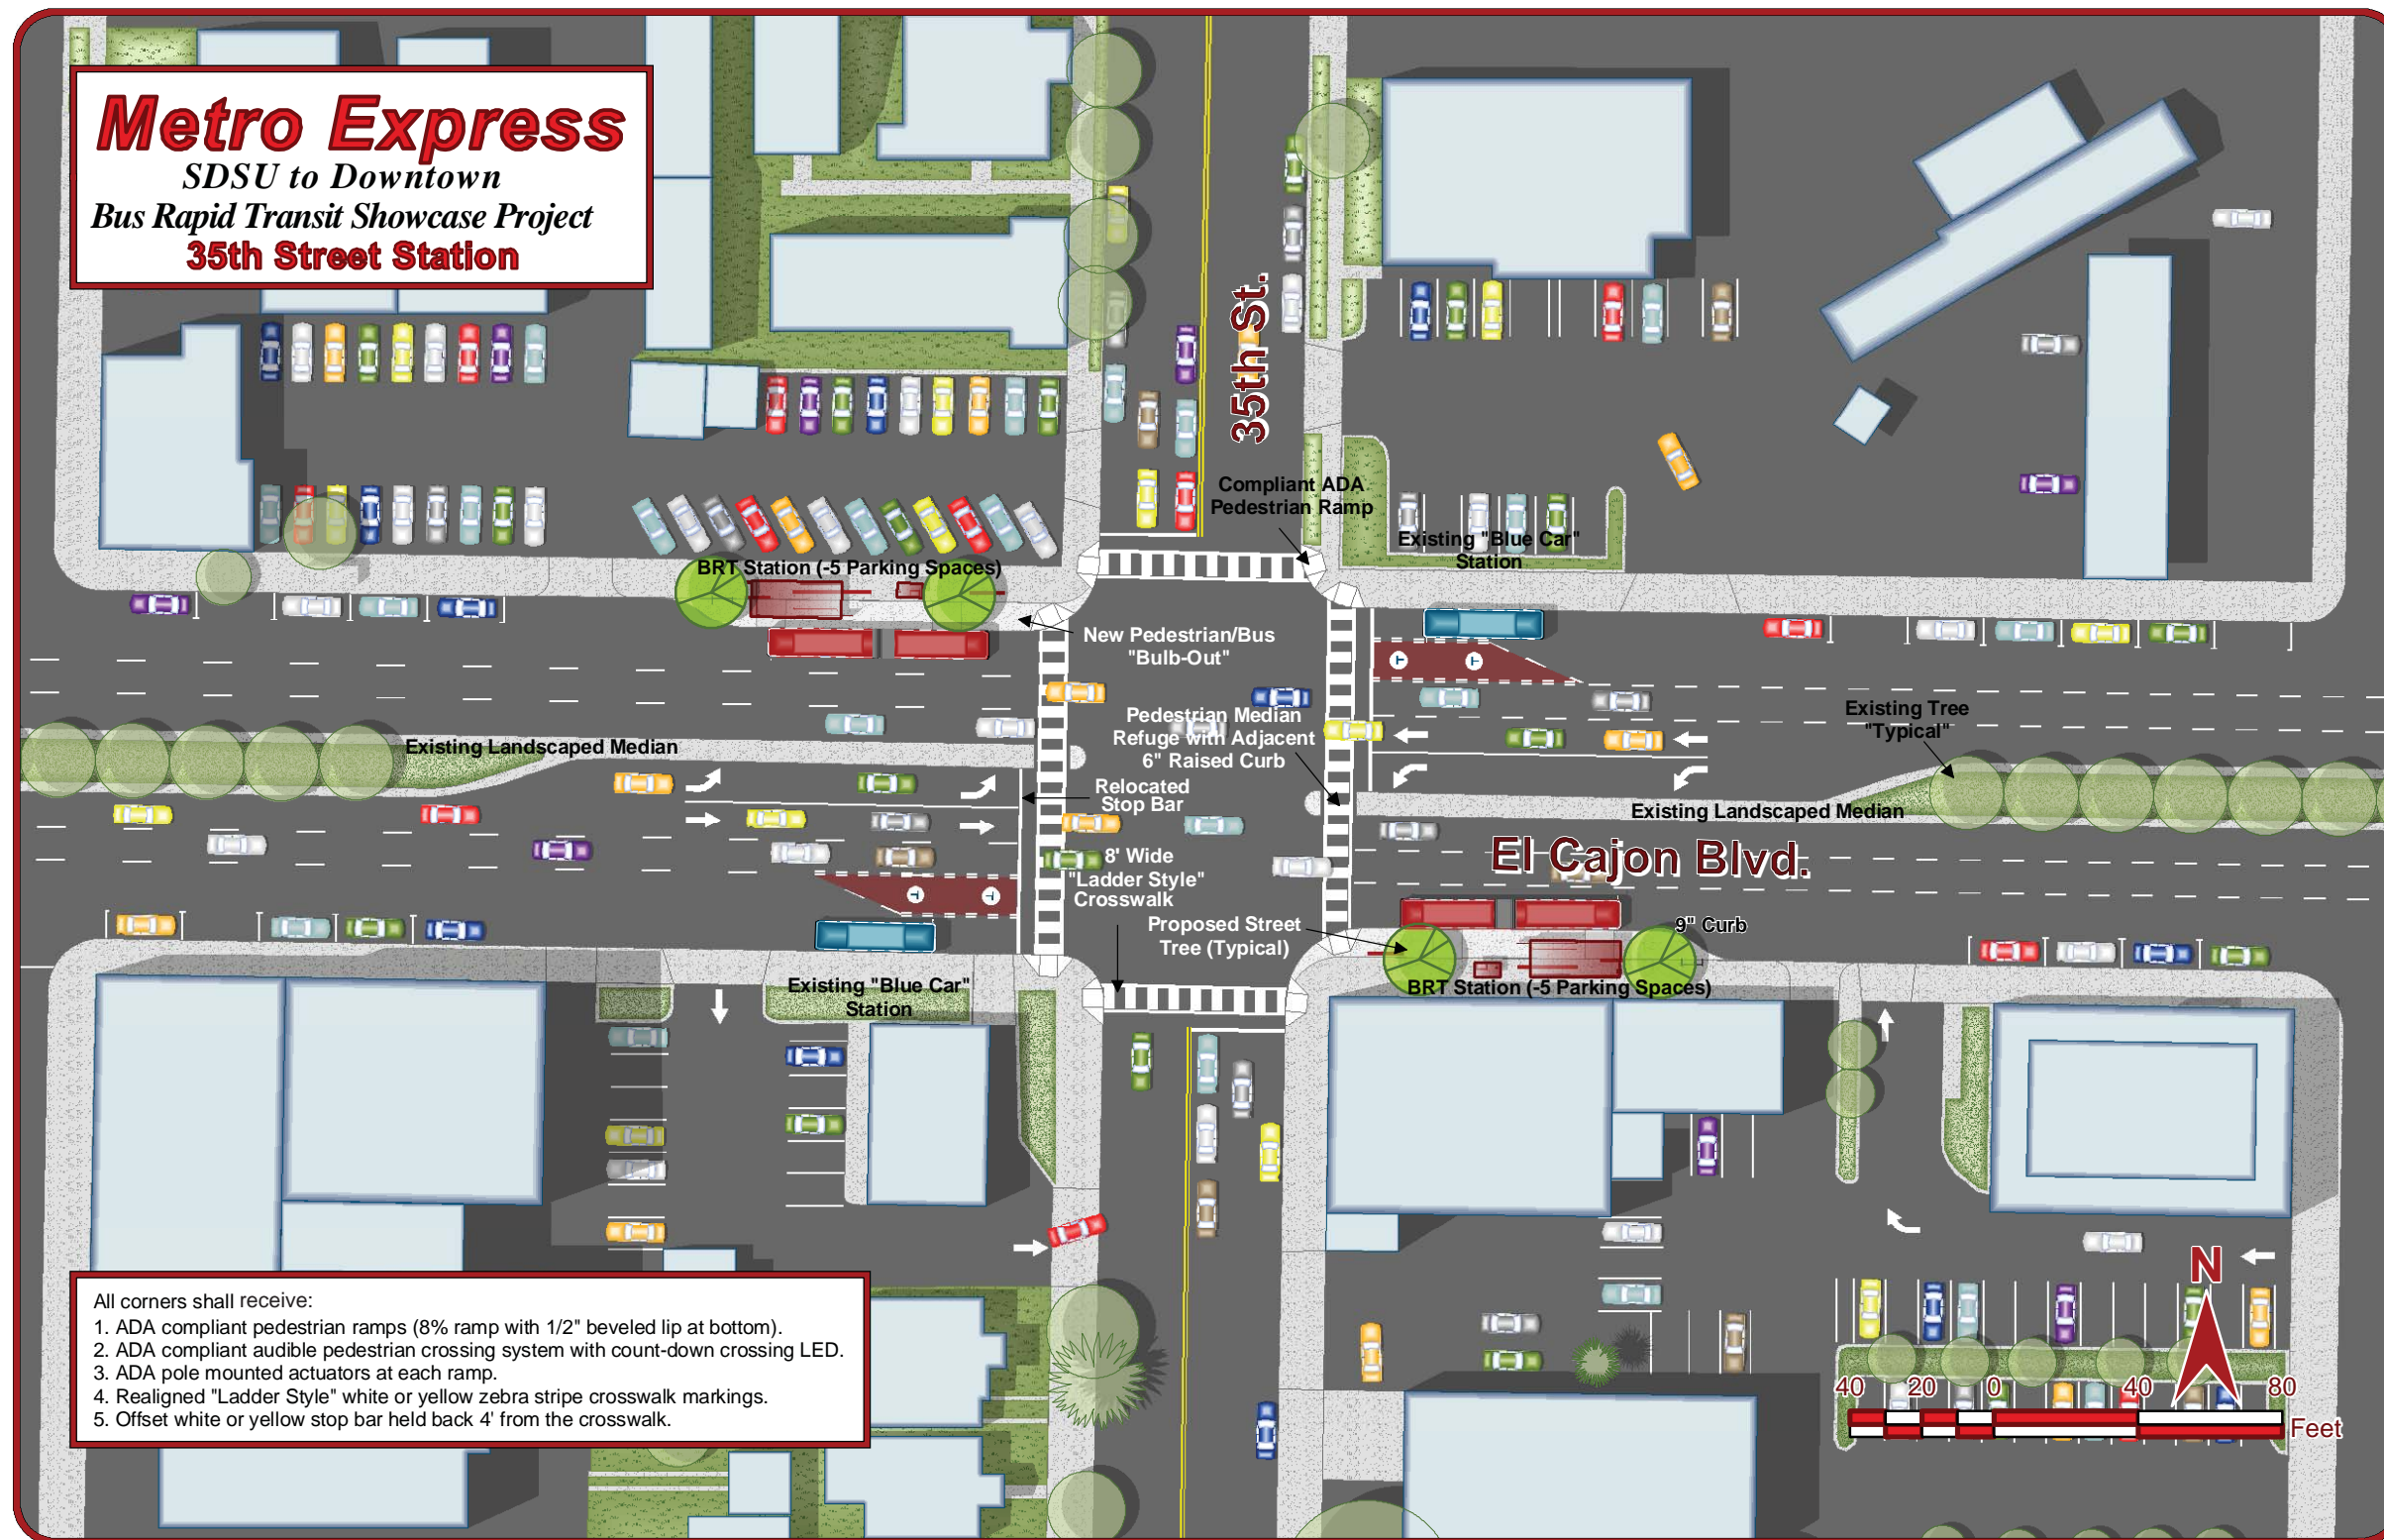 Metro Express
SDSU to Downtown
Bus Rapid Transit Showcase Project
35th Street Station
35th St.
Compliant ADA
Pedestrian Ramp
Existing "Blue Car"
Station
BRT Station (-5 Parking Spaces)
New Pedestrian/Bus
"Bulb-Out"
T
T
Pedestrian Median
Refuge with Adjacent
6" Raised Curb
Existing Tree
"Typical"
Existing Landscaped Median
Relocated
Stop Bar
Existing Landscaped Median
El Cajon Blvd.
8' Wide
"Ladder Style"
Crosswalk
T
T
Proposed Street
Tree (Typical)
9" Curb
Existing "Blue Car"
Station
BRT Station (-5 Parking Spaces)
All corners shall receive:
1. ADA compliant pedestrian ramps (8% ramp with 1/2" beveled lip at bottom).
2. ADA compliant audible pedestrian crossing system with count-down crossing LED.
3. ADA pole mounted actuators at each ramp.
4. Realigned "Ladder Style" white or yellow zebra stripe crosswalk markings.
5. Offset white or yellow stop bar held back 4' from the crosswalk.
N
40 20 0 40 80
Feet